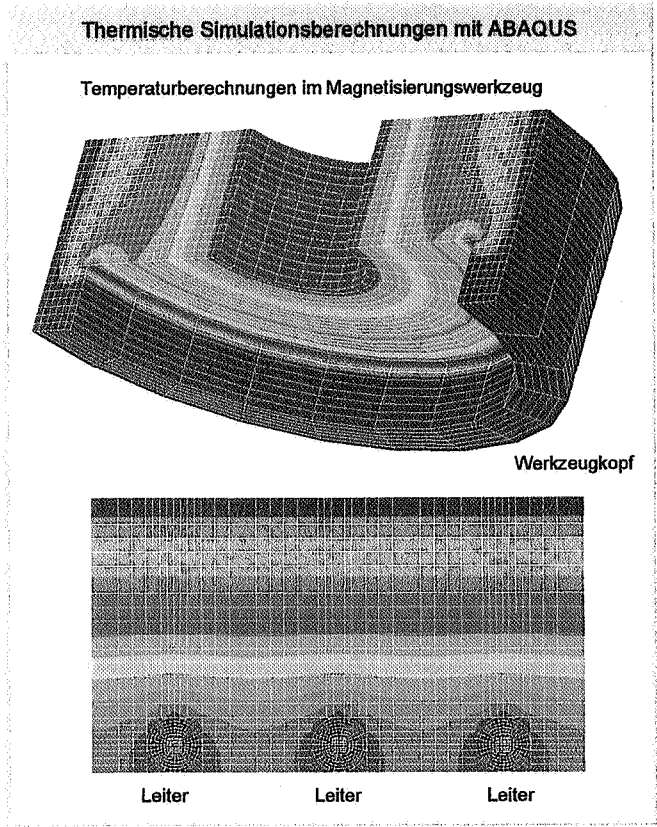 Thermische Simulationsberechnungen mit ABAQUS
Temperaturberechnungen im Magnetisierungswerkzeug
Werkzeugkopf
Leiter Leiter Leiter